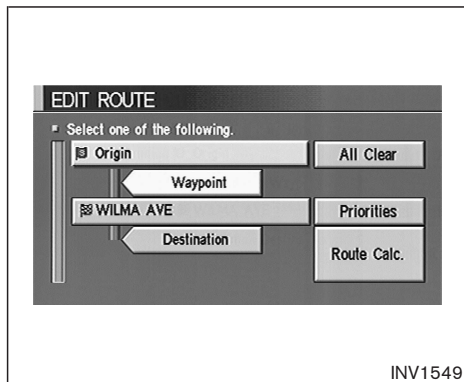 EDIT ROUTE
Select one of the following.
Origin
All Clear
Waypoint
WILMA AVE
Priorities
Destination
Route Calc.
INV1549